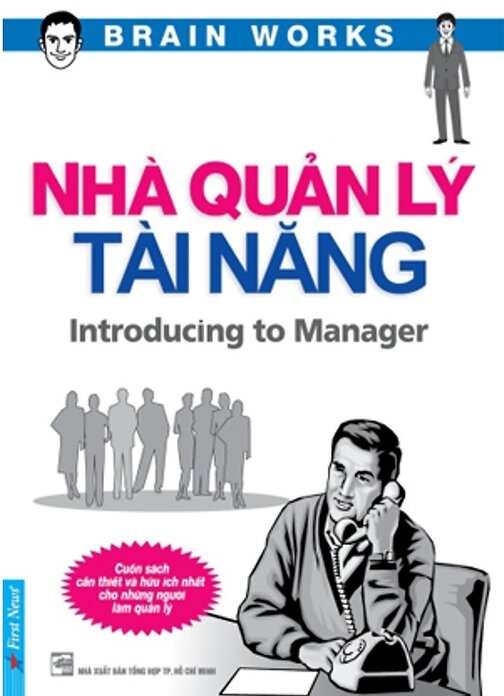 BRAIN WORKS
NHÀ QUẢN LÝ
TÀI NĂNG
Introducing to Manager
Cuốn sách
cần thiết và hữu ích nhất
cho những người
làm quản lý
First News
NHÀ XUẤT BẢN TỔNG HỢP TP. HỒ CHÍ MINH